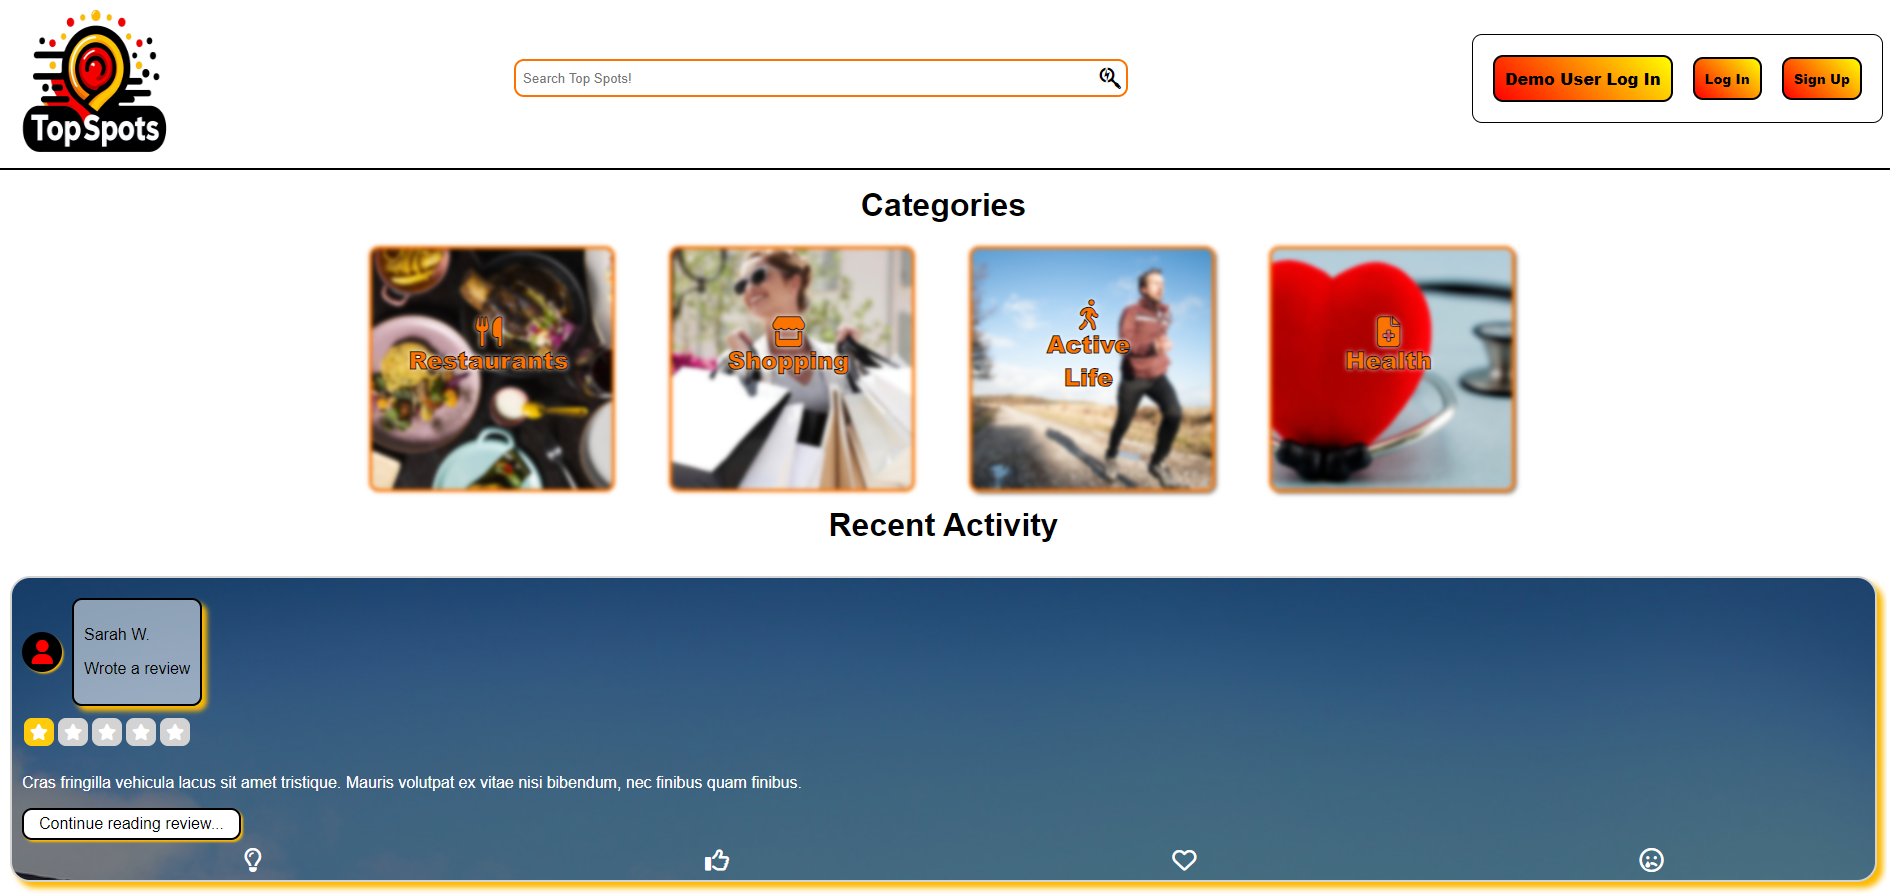 TopSpots
Search Top Spots!
Demo User Log In
Log In
Sign Up
Categories
Restaurants
Shopping
Active
Life
Health
Recent Activity
Sarah W.
Wrote a review
Cras fringilla vehicula lacus sit amet tristique. Mauris volutpat ex vitae nisi bibendum, nec finibus quam finibus.
Continue reading review...